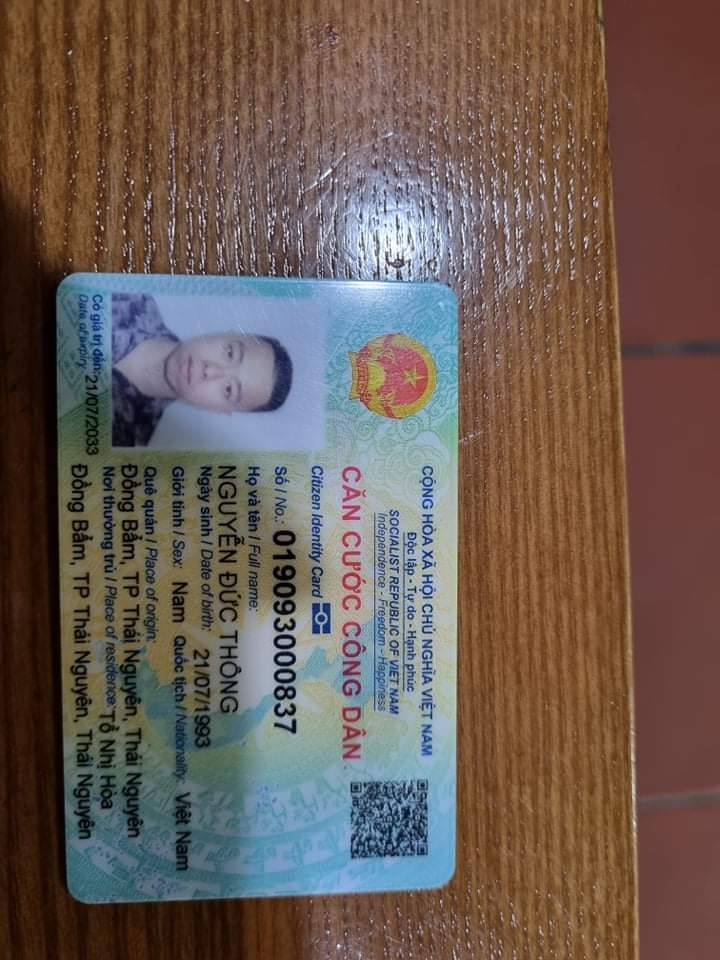 CỘNG HÒA XÃ HỘI CHỦ NGHĨA VIỆT NAM
Độc lập - Tự do - Hạnh phúc
SOCIALIST REPUBLIC OF VIET NAM
Independence - Freedom - Happiness
CĂN CƯỚC CÔNG DÂN
Citizen Identity Card
Số / No.: 019093000837
Họ và tên / Full name:
NGUYỄN ĐỨC THÔNG
Ngày sinh / Date of birth: 21/07/1993
Giới tính / Sex: Nam Quốc tịch / Nationality: Việt Nam
Quê quán / Place of origin:
Đồng Bẩm, TP Thái Nguyên, Thái Nguyên
Nơi thường trú / Place of residence: Tổ Nhị Hòa
Đồng Bẩm, TP Thái Nguyên, Thái Nguyên
Có giá trị đến: 21/07/2033
Date of expiry